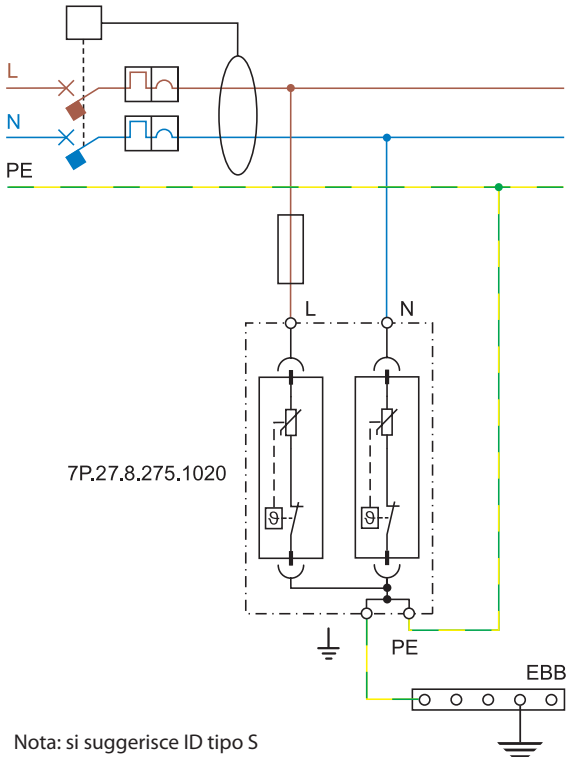 L
N
PE
L
N
7P.27.8.275.1020
ϑ
ϑ
PE
EBB
Nota: si suggerisce ID tipo S